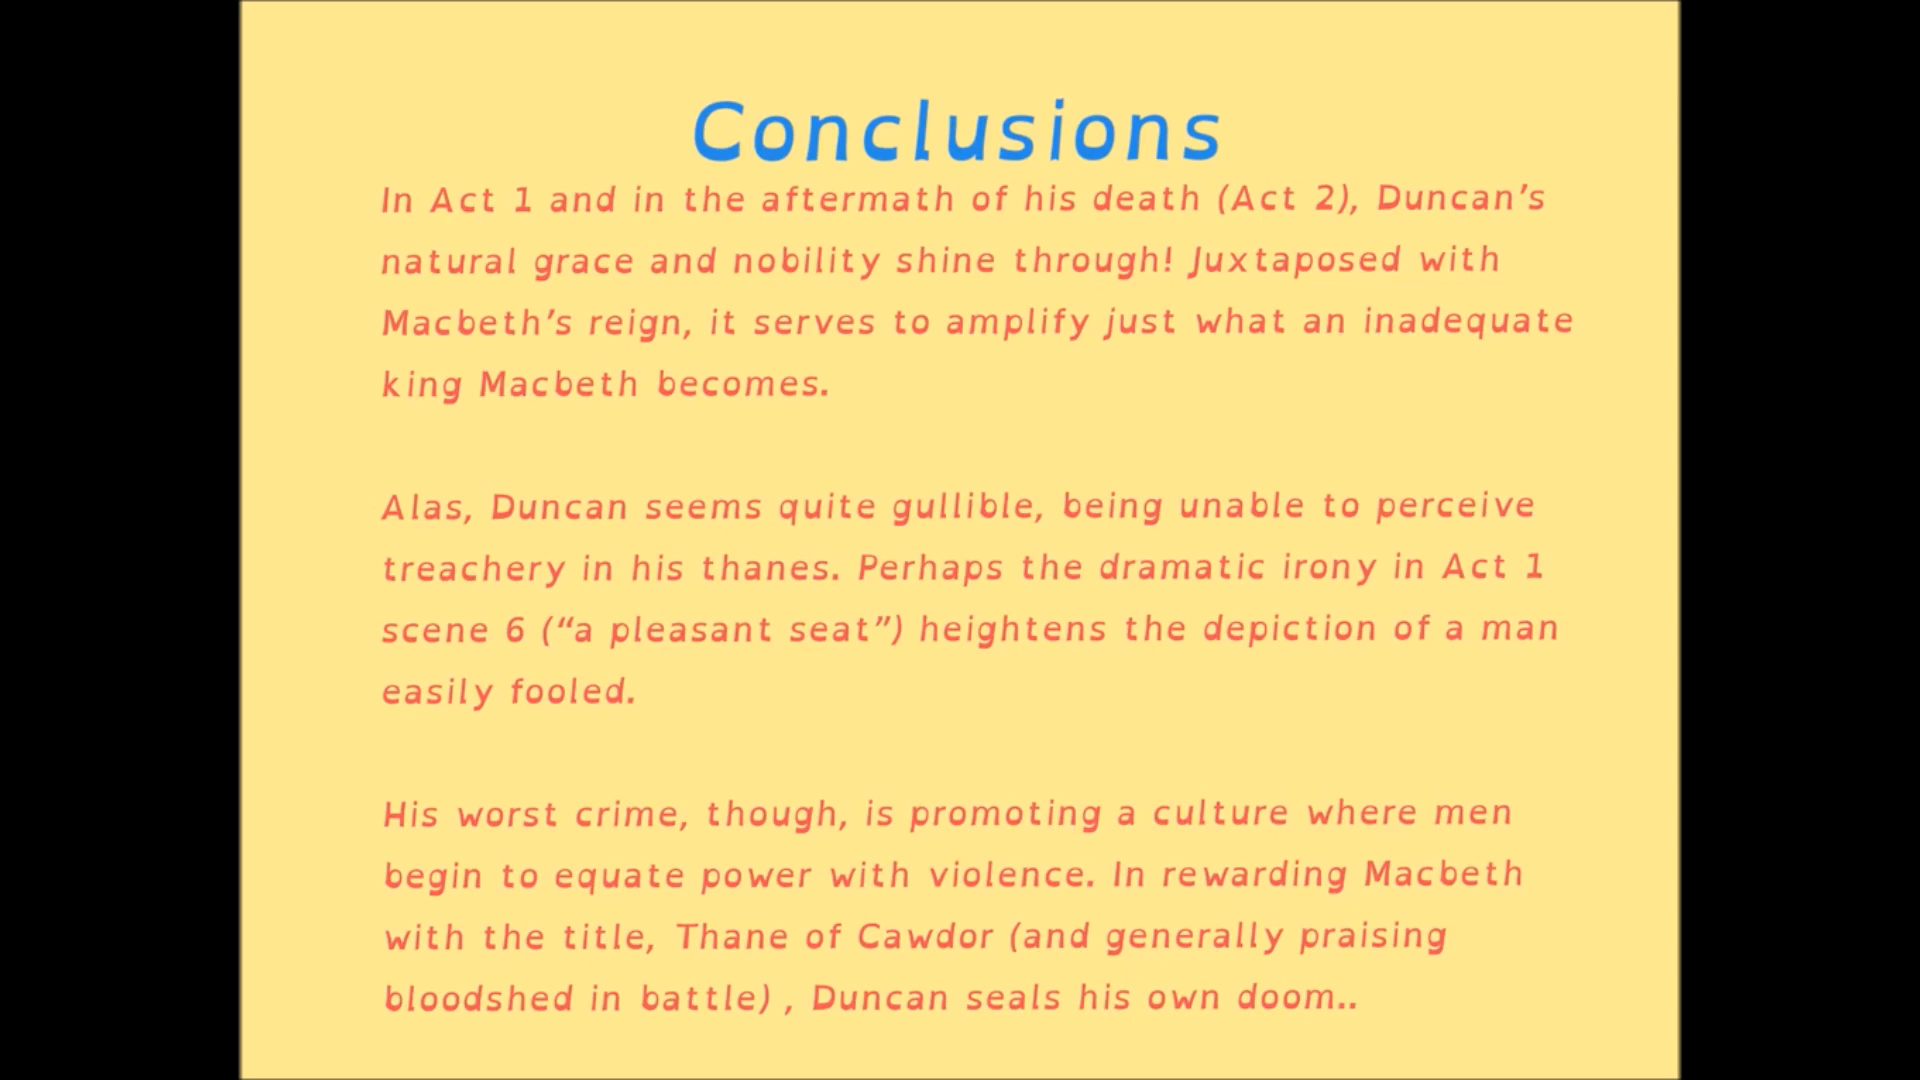 Conclusions
In Act 1 and in the aftermath of his death (Act 2), Duncan’s
natural grace and nobility shine through! Juxtaposed with
Macbeth’s reign, it serves to amplify just what an inadequate
king Macbeth becomes.
Alas, Duncan seems quite gullible, being unable to perceive
treachery in his thanes. Perhaps the dramatic irony in Act 1
scene 6 (“a pleasant seat”) heightens the depiction of a man
easily fooled.
His worst crime, though, is promoting a culture where men
begin to equate power with violence. In rewarding Macbeth
with the title, Thane of Cawdor (and generally praising
bloodshed in battle) , Duncan seals his own doom..